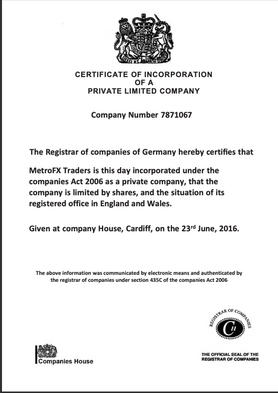 CERTIFICATE OF INCORPORATION
OF A
PRIVATE LIMITED COMPANY
Company Number 7871067
The Registrar of companies of Germany hereby certifies that
MetroFX Traders is this day incorporated under the
companies Act 2006 as a private company, that the
company is limited by shares, and the situation of its
registered office in England and Wales.
Given at company House, Cardiff, on the 23rd June, 2016.
The above information was communicated by electronic means and authenticated by
the registrar of companies under section 435C of the companies Act 2006
REGISTRAR OF COMPANIES
Companies House
THE OFFICIAL SEAL OF THE
REGISTRAR OF COMPANIES